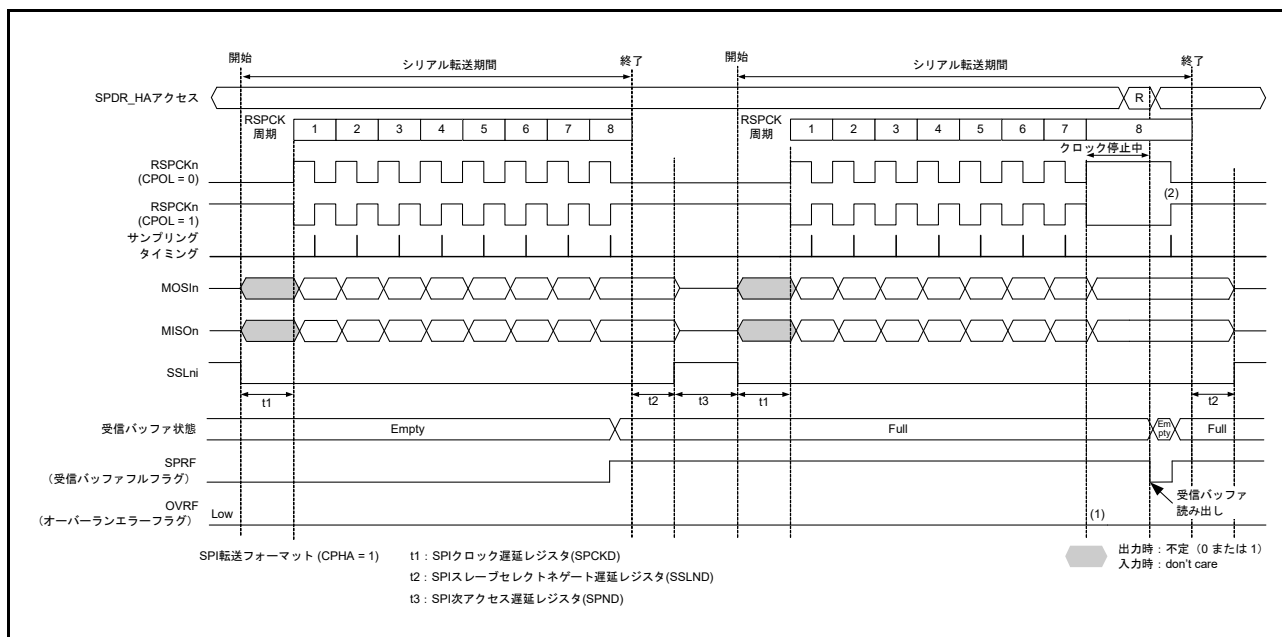 開始 シリアル転送期間 終了 開始 シリアル転送期間 終了
SPDR_HAアクセス R
RSPCK
周期 1 2 3 4 5 6 7 8 RSPCK
周期 1 2 3 4 5 6 7 8
クロック停止中
RSPCKn
(CPOL = 0)
(2)
RSPCKn
(CPOL = 1)
サンプリング
タイミング
MOSIn
MISOn
SSLni
t1 t2 t3 t1 t2
受信バッファ状態 Empty Full Em
pty Full
SPRF
(受信バッファフルフラグ)
受信バッファ
読み出し
OVRF
(オーバーランエラーフラグ) Low (1)
SPI転送フォーマット (CPHA = 1)
t1 : SPIクロック遅延レジスタ(SPCKD)
t2 : SPIスレーブセレクトネゲート遅延レジスタ(SSLND)
t3 : SPI次アクセス遅延レジスタ(SPND)
出力時 : 不定（0 または 1）
入力時 : don't care